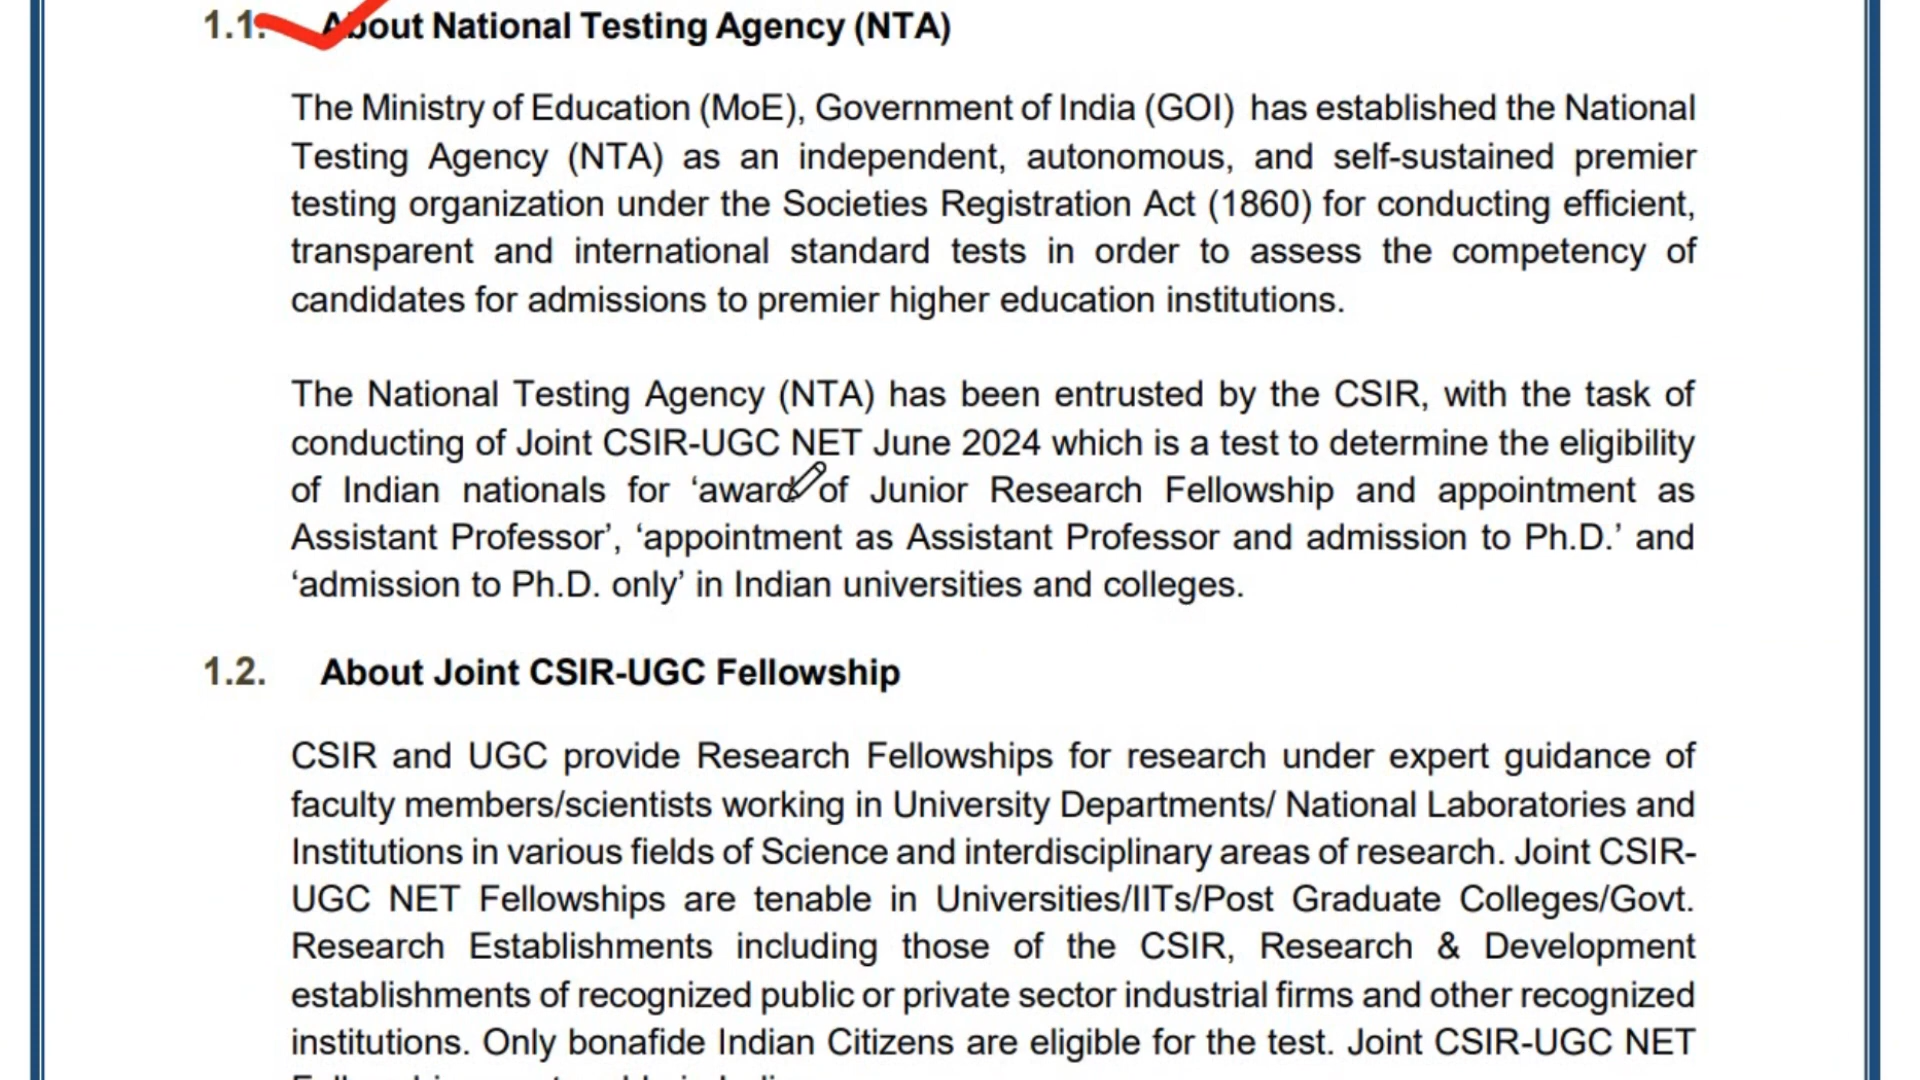 1.1. About National Testing Agency (NTA)
The Ministry of Education (MoE), Government of India (GOI) has established the National
Testing Agency (NTA) as an independent, autonomous, and self-sustained premier
testing organization under the Societies Registration Act (1860) for conducting efficient,
transparent and international standard tests in order to assess the competency of
candidates for admissions to premier higher education institutions.
The National Testing Agency (NTA) has been entrusted by the CSIR, with the task of
conducting of Joint CSIR-UGC NET June 2024 which is a test to determine the eligibility
of Indian nationals for ‘award of Junior Research Fellowship and appointment as
Assistant Professor’, ‘appointment as Assistant Professor and admission to Ph.D.’ and
‘admission to Ph.D. only’ in Indian universities and colleges.
1.2. About Joint CSIR-UGC Fellowship
CSIR and UGC provide Research Fellowships for research under expert guidance of
faculty members/scientists working in University Departments/ National Laboratories and
Institutions in various fields of Science and interdisciplinary areas of research. Joint CSIR-
UGC NET Fellowships are tenable in Universities/IITs/Post Graduate Colleges/Govt.
Research Establishments including those of the CSIR, Research & Development
establishments of recognized public or private sector industrial firms and other recognized
institutions. Only bonafide Indian Citizens are eligible for the test. Joint CSIR-UGC NET